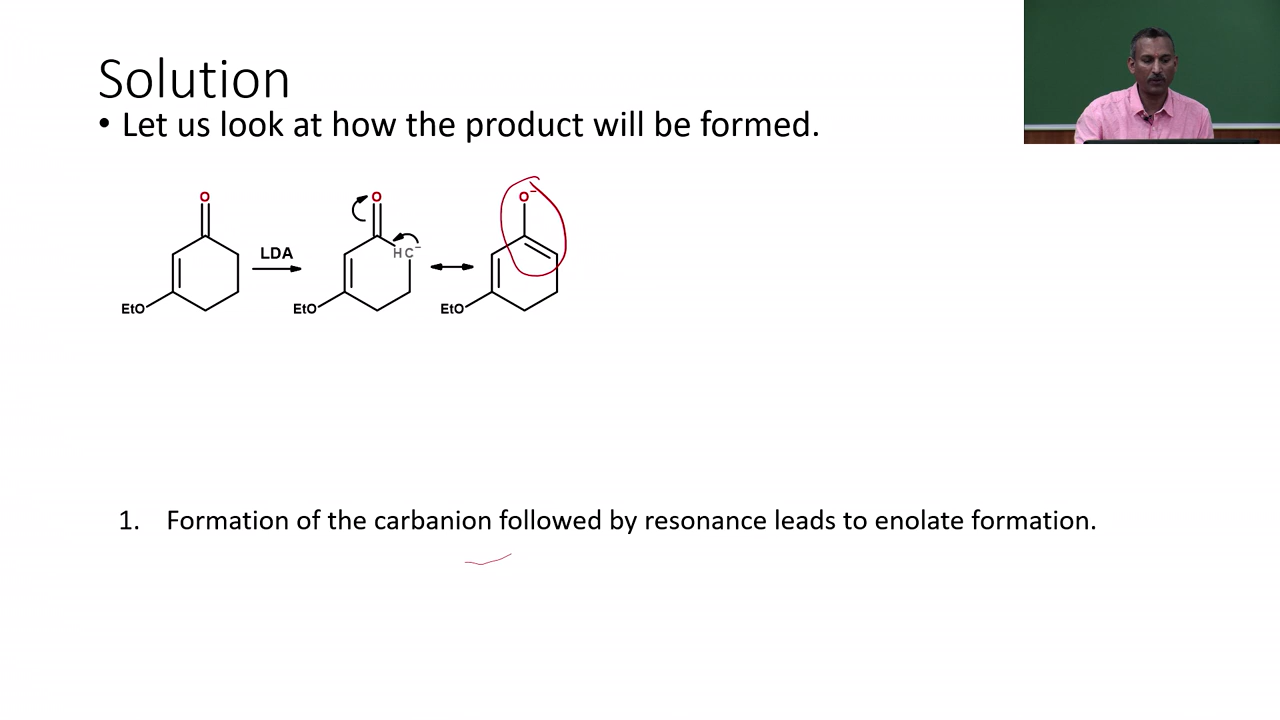 Solution
• Let us look at how the product will be formed.
O
LDA
EtO
O
HC⁻
EtO
O⁻
EtO
1. Formation of the carbanion followed by resonance leads to enolate formation.